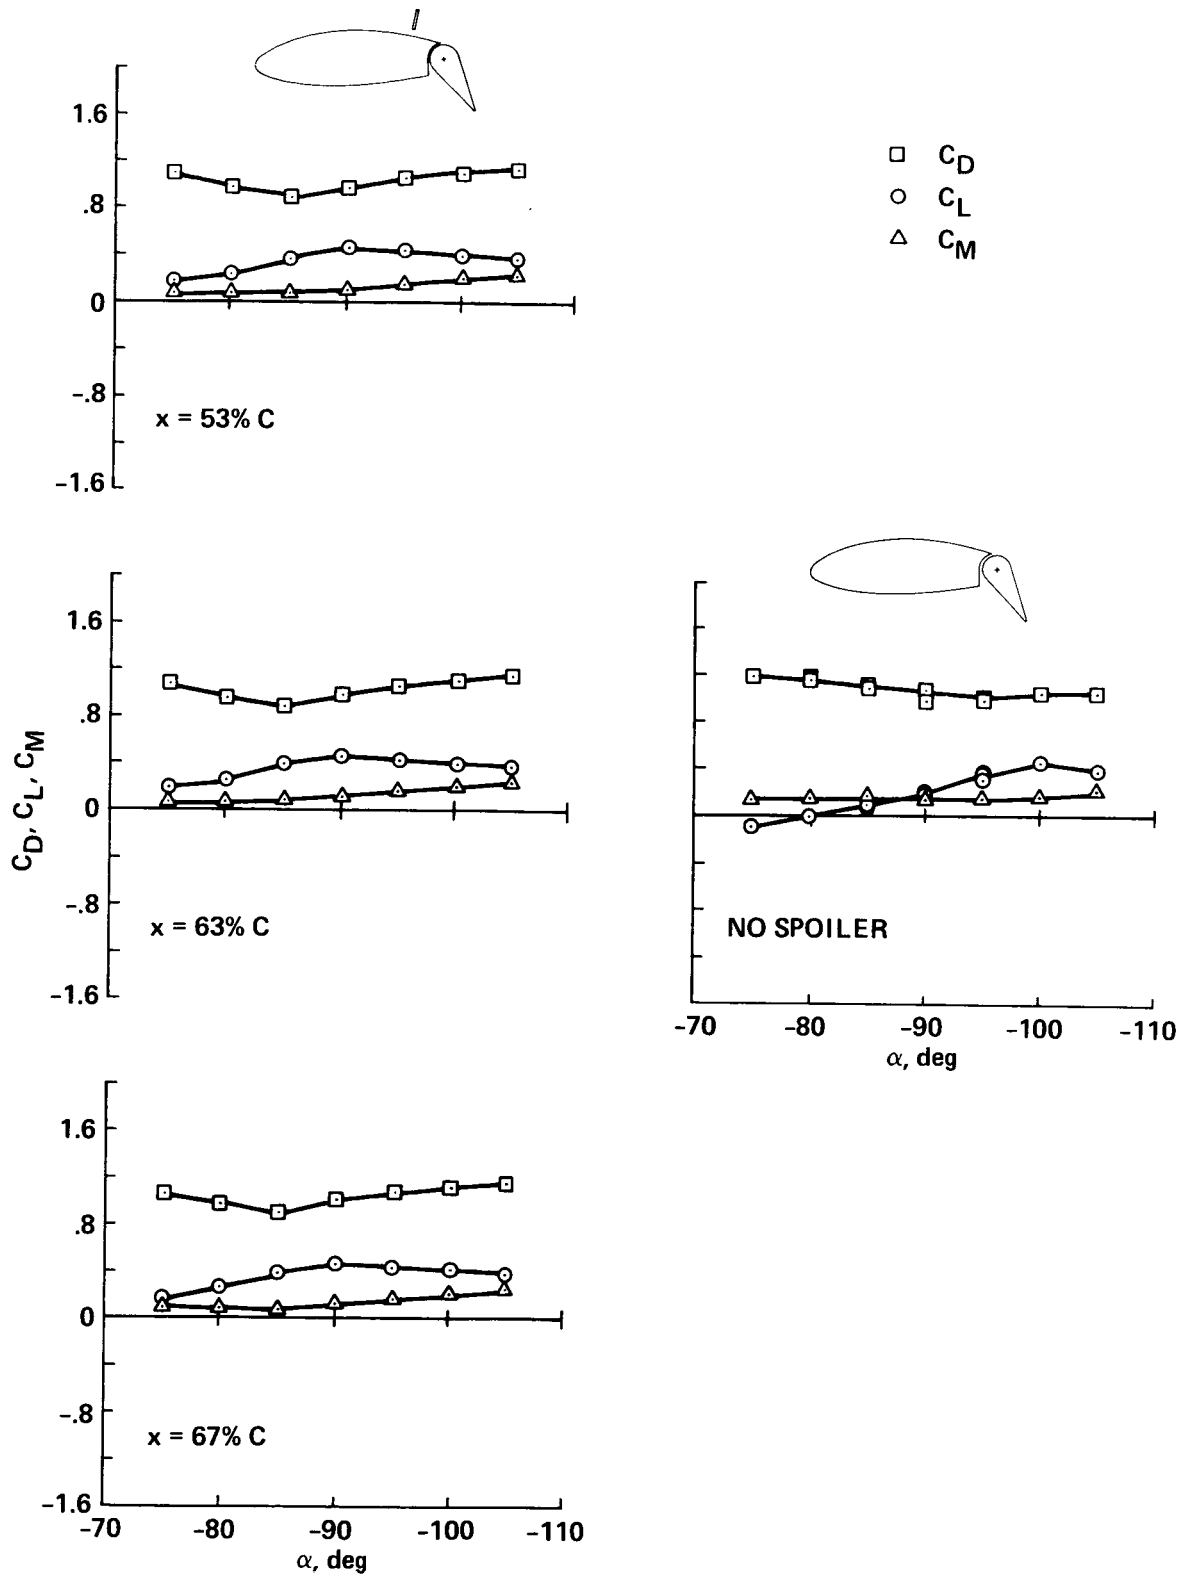 1.6
.8
0
-.8
-1.6
x = 53% C
C_D
C_L
C_M
1.6
.8
0
-.8
-1.6
C_D, C_L, C_M
x = 63% C
NO SPOILER
-70 -80 -90 -100 -110
α, deg
1.6
.8
0
-.8
-1.6
x = 67% C
-70 -80 -90 -100 -110
α, deg